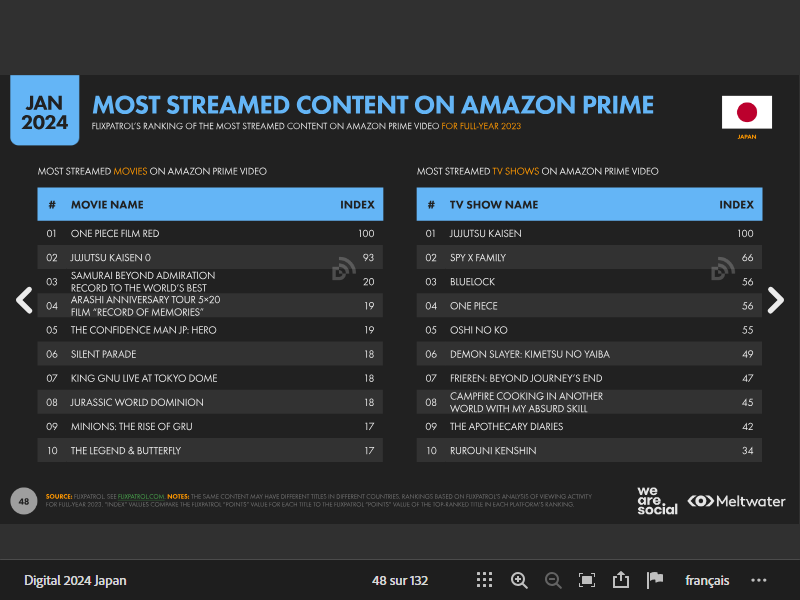 JAN
2024
MOST STREAMED CONTENT ON AMAZON PRIME
FLIXPATROL'S RANKING OF THE MOST STREAMED CONTENT ON AMAZON PRIME VIDEO FOR FULL-YEAR 2023
JAPAN
MOST STREAMED MOVIES ON AMAZON PRIME VIDEO
# MOVIE NAME INDEX
01 ONE PIECE FILM RED 100
02 JUJUTSU KAISEN 0 93
03 SAMURAI BEYOND ADMIRATION
RECORD TO THE WORLD'S BEST 20
04 ARASHI ANNIVERSARY TOUR 5×20
FILM “RECORD OF MEMORIES” 19
05 THE CONFIDENCE MAN JP: HERO 19
06 SILENT PARADE 18
07 KING GNU LIVE AT TOKYO DOME 18
08 JURASSIC WORLD DOMINION 18
09 MINIONS: THE RISE OF GRU 17
10 THE LEGEND & BUTTERFLY 17
MOST STREAMED TV SHOWS ON AMAZON PRIME VIDEO
# TV SHOW NAME INDEX
01 JUJUTSU KAISEN 100
02 SPY X FAMILY 66
03 BLUELOCK 56
04 ONE PIECE 56
05 OSHI NO KO 55
06 DEMON SLAYER: KIMETSU NO YAIBA 49
07 FRIEREN: BEYOND JOURNEY'S END 47
08 CAMPFIRE COOKING IN ANOTHER
WORLD WITH MY ABSURD SKILL 45
09 THE APOTHECARY DIARIES 42
10 RUROUNI KENSHIN 34
48
SOURCE: FLIXPATROL. SEE FLIXPATROL.COM. NOTES: THE SAME CONTENT MAY HAVE DIFFERENT TITLES IN DIFFERENT COUNTRIES. RANKINGS BASED ON FLIXPATROL'S ANALYSIS OF VIEWING ACTIVITY
FOR FULL-YEAR 2023. “INDEX” VALUES COMPARE THE FLIXPATROL “POINTS” VALUE FOR EACH TITLE TO THE FLIXPATROL “POINTS” VALUE OF THE TOP-RANKED TITLE IN EACH PLATFORM'S RANKING.
we
are
social
Meltwater
Digital 2024 Japan
48 sur 132
français